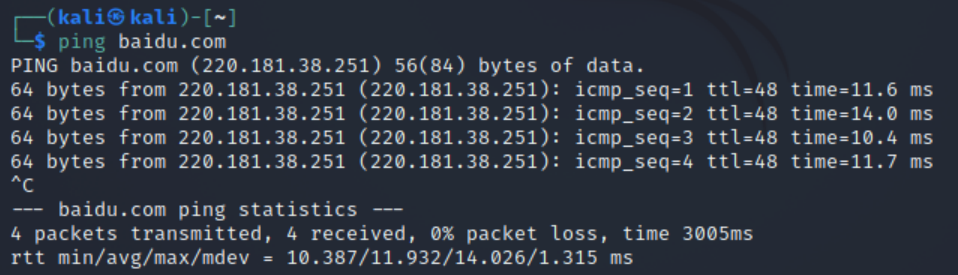 ┌──(kali㉿kali)-[~]
└─$ ping baidu.com
PING baidu.com (220.181.38.251) 56(84) bytes of data.
64 bytes from 220.181.38.251 (220.181.38.251): icmp_seq=1 ttl=48 time=11.6 ms
64 bytes from 220.181.38.251 (220.181.38.251): icmp_seq=2 ttl=48 time=14.0 ms
64 bytes from 220.181.38.251 (220.181.38.251): icmp_seq=3 ttl=48 time=10.4 ms
64 bytes from 220.181.38.251 (220.181.38.251): icmp_seq=4 ttl=48 time=11.7 ms
^C
--- baidu.com ping statistics ---
4 packets transmitted, 4 received, 0% packet loss, time 3005ms
rtt min/avg/max/mdev = 10.387/11.932/14.026/1.315 ms